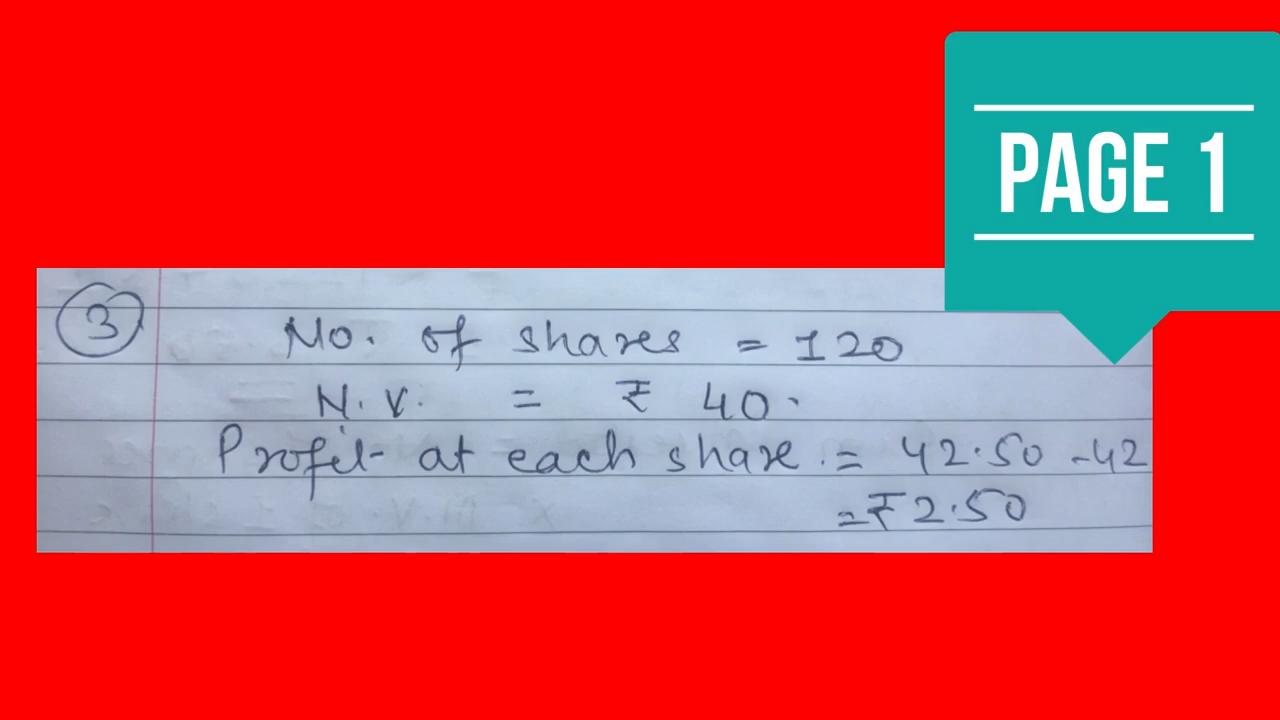 PAGE 1
3
No. of shares = 120
N.V. = ₹ 40.
Profit at each share. = 42.50 - 42
= ₹ 2.50